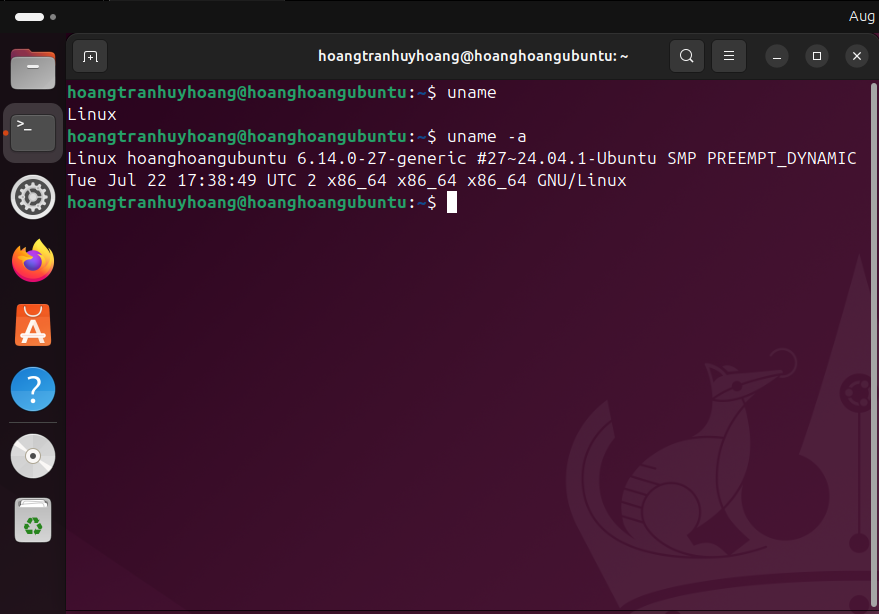 Aug
hoangtranhuyhoang@hoanghoangubuntu: ~
hoangtranhuyhoang@hoanghoangubuntu:~$ uname
Linux
hoangtranhuyhoang@hoanghoangubuntu:~$ uname -a
Linux hoanghoangubuntu 6.14.0-27-generic #27~24.04.1-Ubuntu SMP PREEMPT_DYNAMIC
Tue Jul 22 17:38:49 UTC 2 x86_64 x86_64 x86_64 GNU/Linux
hoangtranhuyhoang@hoanghoangubuntu:~$